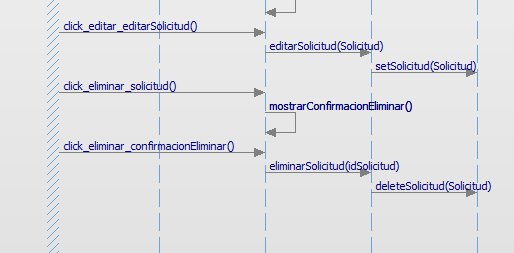 click_editar_editarSolicitud()
editarSolicitud(Solicitud)
setSolicitud(Solicitud)
click_eliminar_solicitud()
mostrarConfirmacionEliminar()
click_eliminar_confirmacionEliminar()
eliminarSolicitud(idSolicitud)
deleteSolicitud(Solicitud)